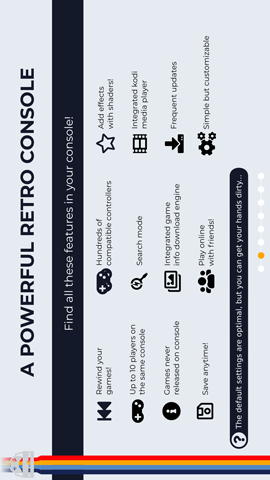 A POWERFUL RETRO CONSOLE
Find all these features in your console!
Rewind your
games!
Hundreds of
compatible controllers
Add effects
with shaders!
Up to 10 players on
the same console
Search mode
Integrated kodi
media player
Games never
released on console
Integrated game
info download engine
Frequent updates
Save anytime!
Play online
with friends!
Simple but customizable
The default settings are optimal, but you can get your hands dirty...